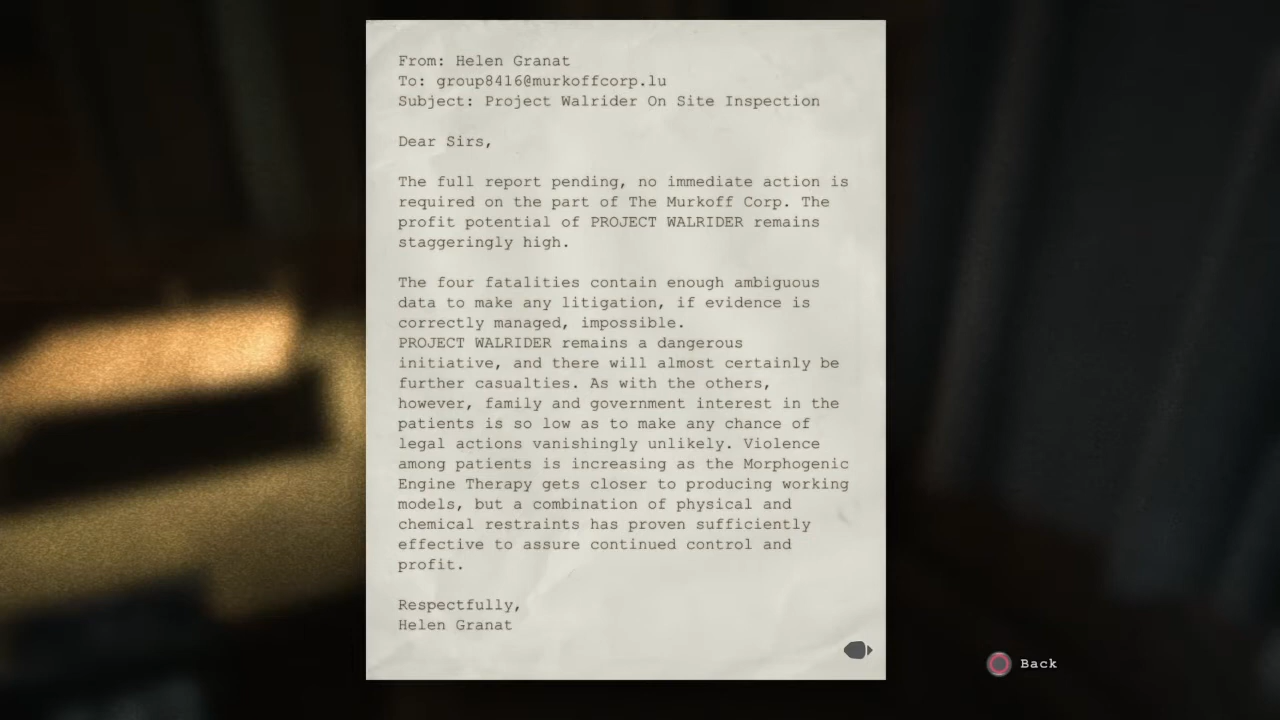 From: Helen Granat
To: group8416@murkoffcorp.lu
Subject: Project Walrider On Site Inspection
Dear Sirs,
The full report pending, no immediate action is
required on the part of The Murkoff Corp. The
profit potential of PROJECT WALRIDER remains
staggeringly high.
The four fatalities contain enough ambiguous
data to make any litigation, if evidence is
correctly managed, impossible.
PROJECT WALRIDER remains a dangerous
initiative, and there will almost certainly be
further casualties. As with the others,
however, family and government interest in the
patients is so low as to make any chance of
legal actions vanishingly unlikely. Violence
among patients is increasing as the Morphogenic
Engine Therapy gets closer to producing working
models, but a combination of physical and
chemical restraints has proven sufficiently
effective to assure continued control and
profit.
Respectfully,
Helen Granat
Back